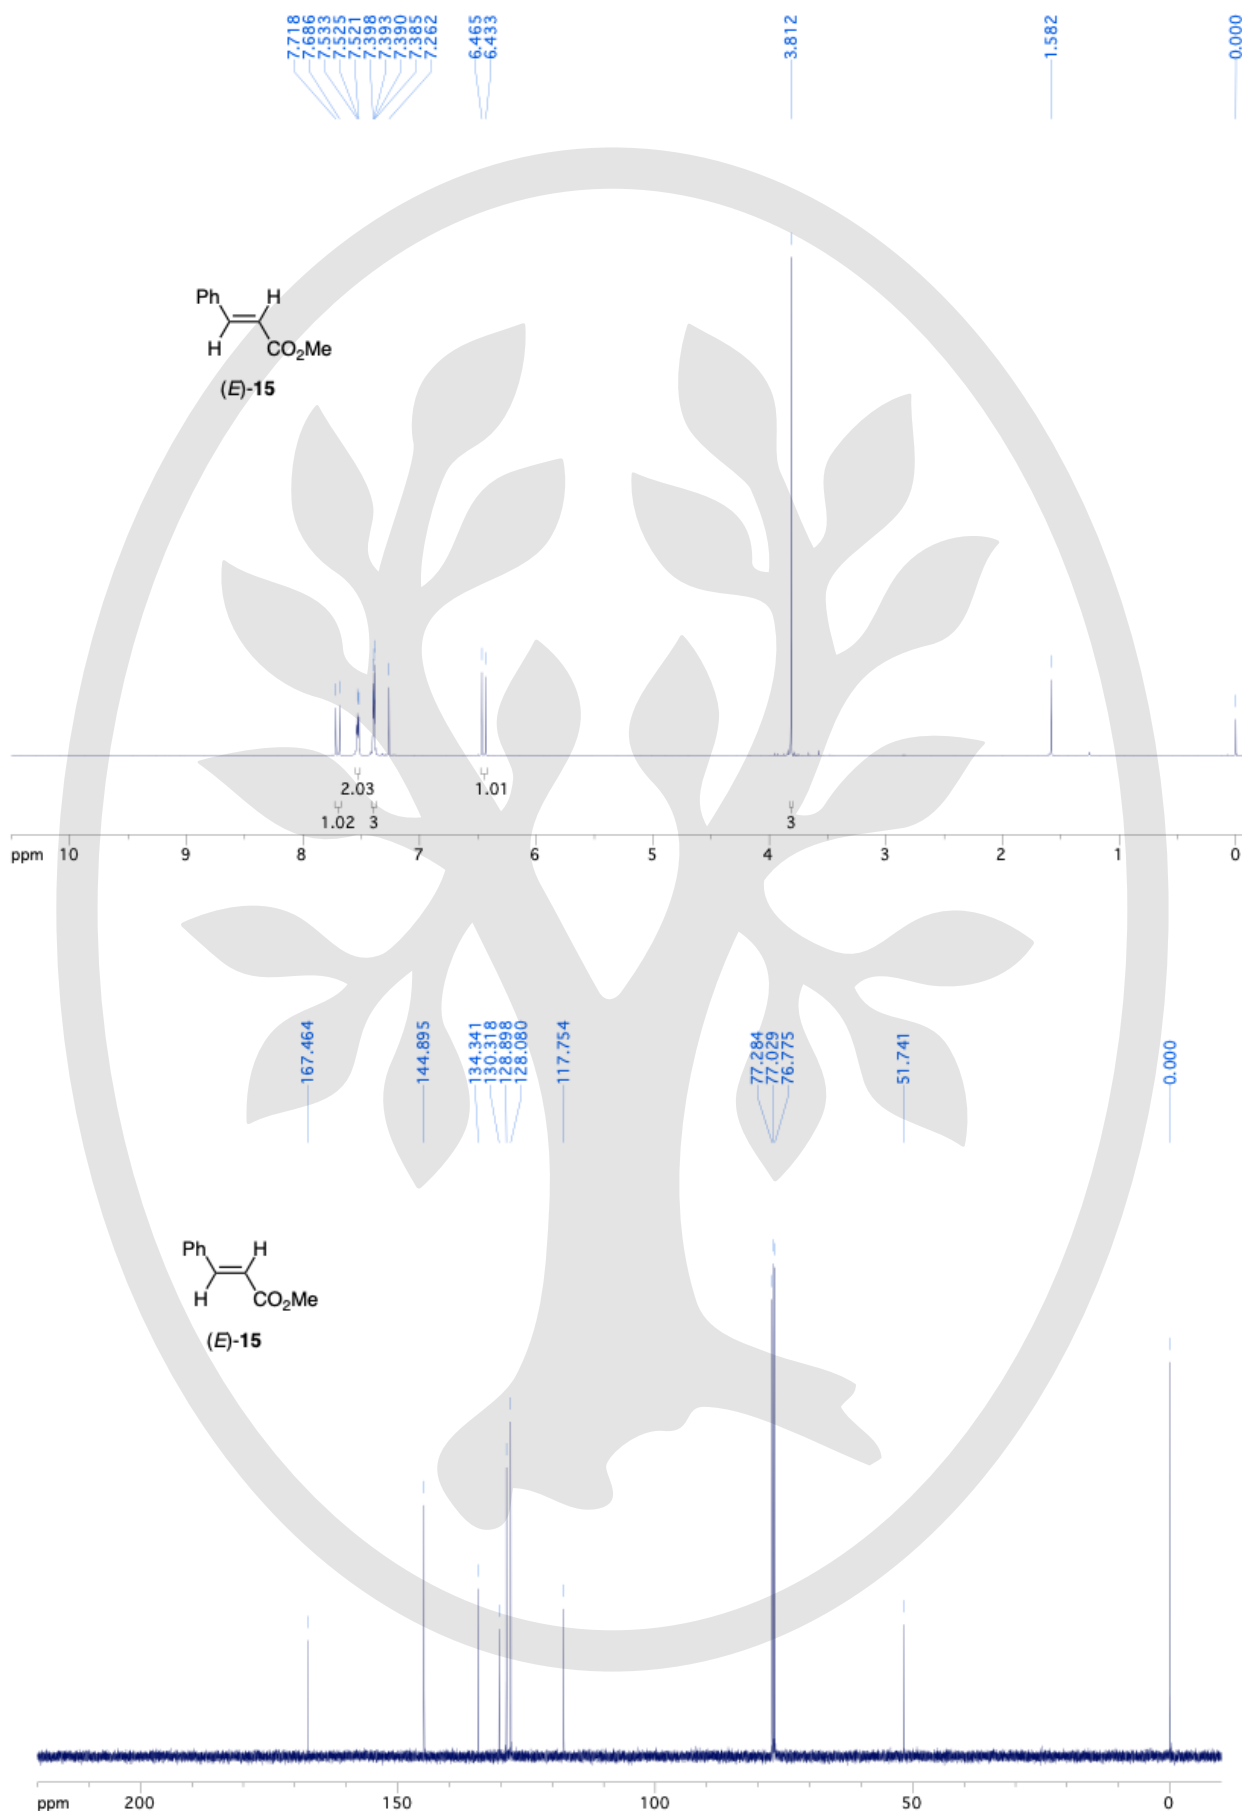 7.718
7.686
7.533
7.525
7.521
7.398
7.393
7.390
7.385
7.262
6.465
6.433
3.812
1.582
0.000
Ph
H
H
CO₂Me
(E)-15
2.03
1.01
1.02
3
3
ppm 10 9 8 7 6 5 4 3 2 1 0
167.464
144.895
134.341
130.318
128.898
128.080
117.754
77.284
77.029
76.775
51.741
0.000
Ph
H
H
CO₂Me
(E)-15
ppm 200 150 100 50 0